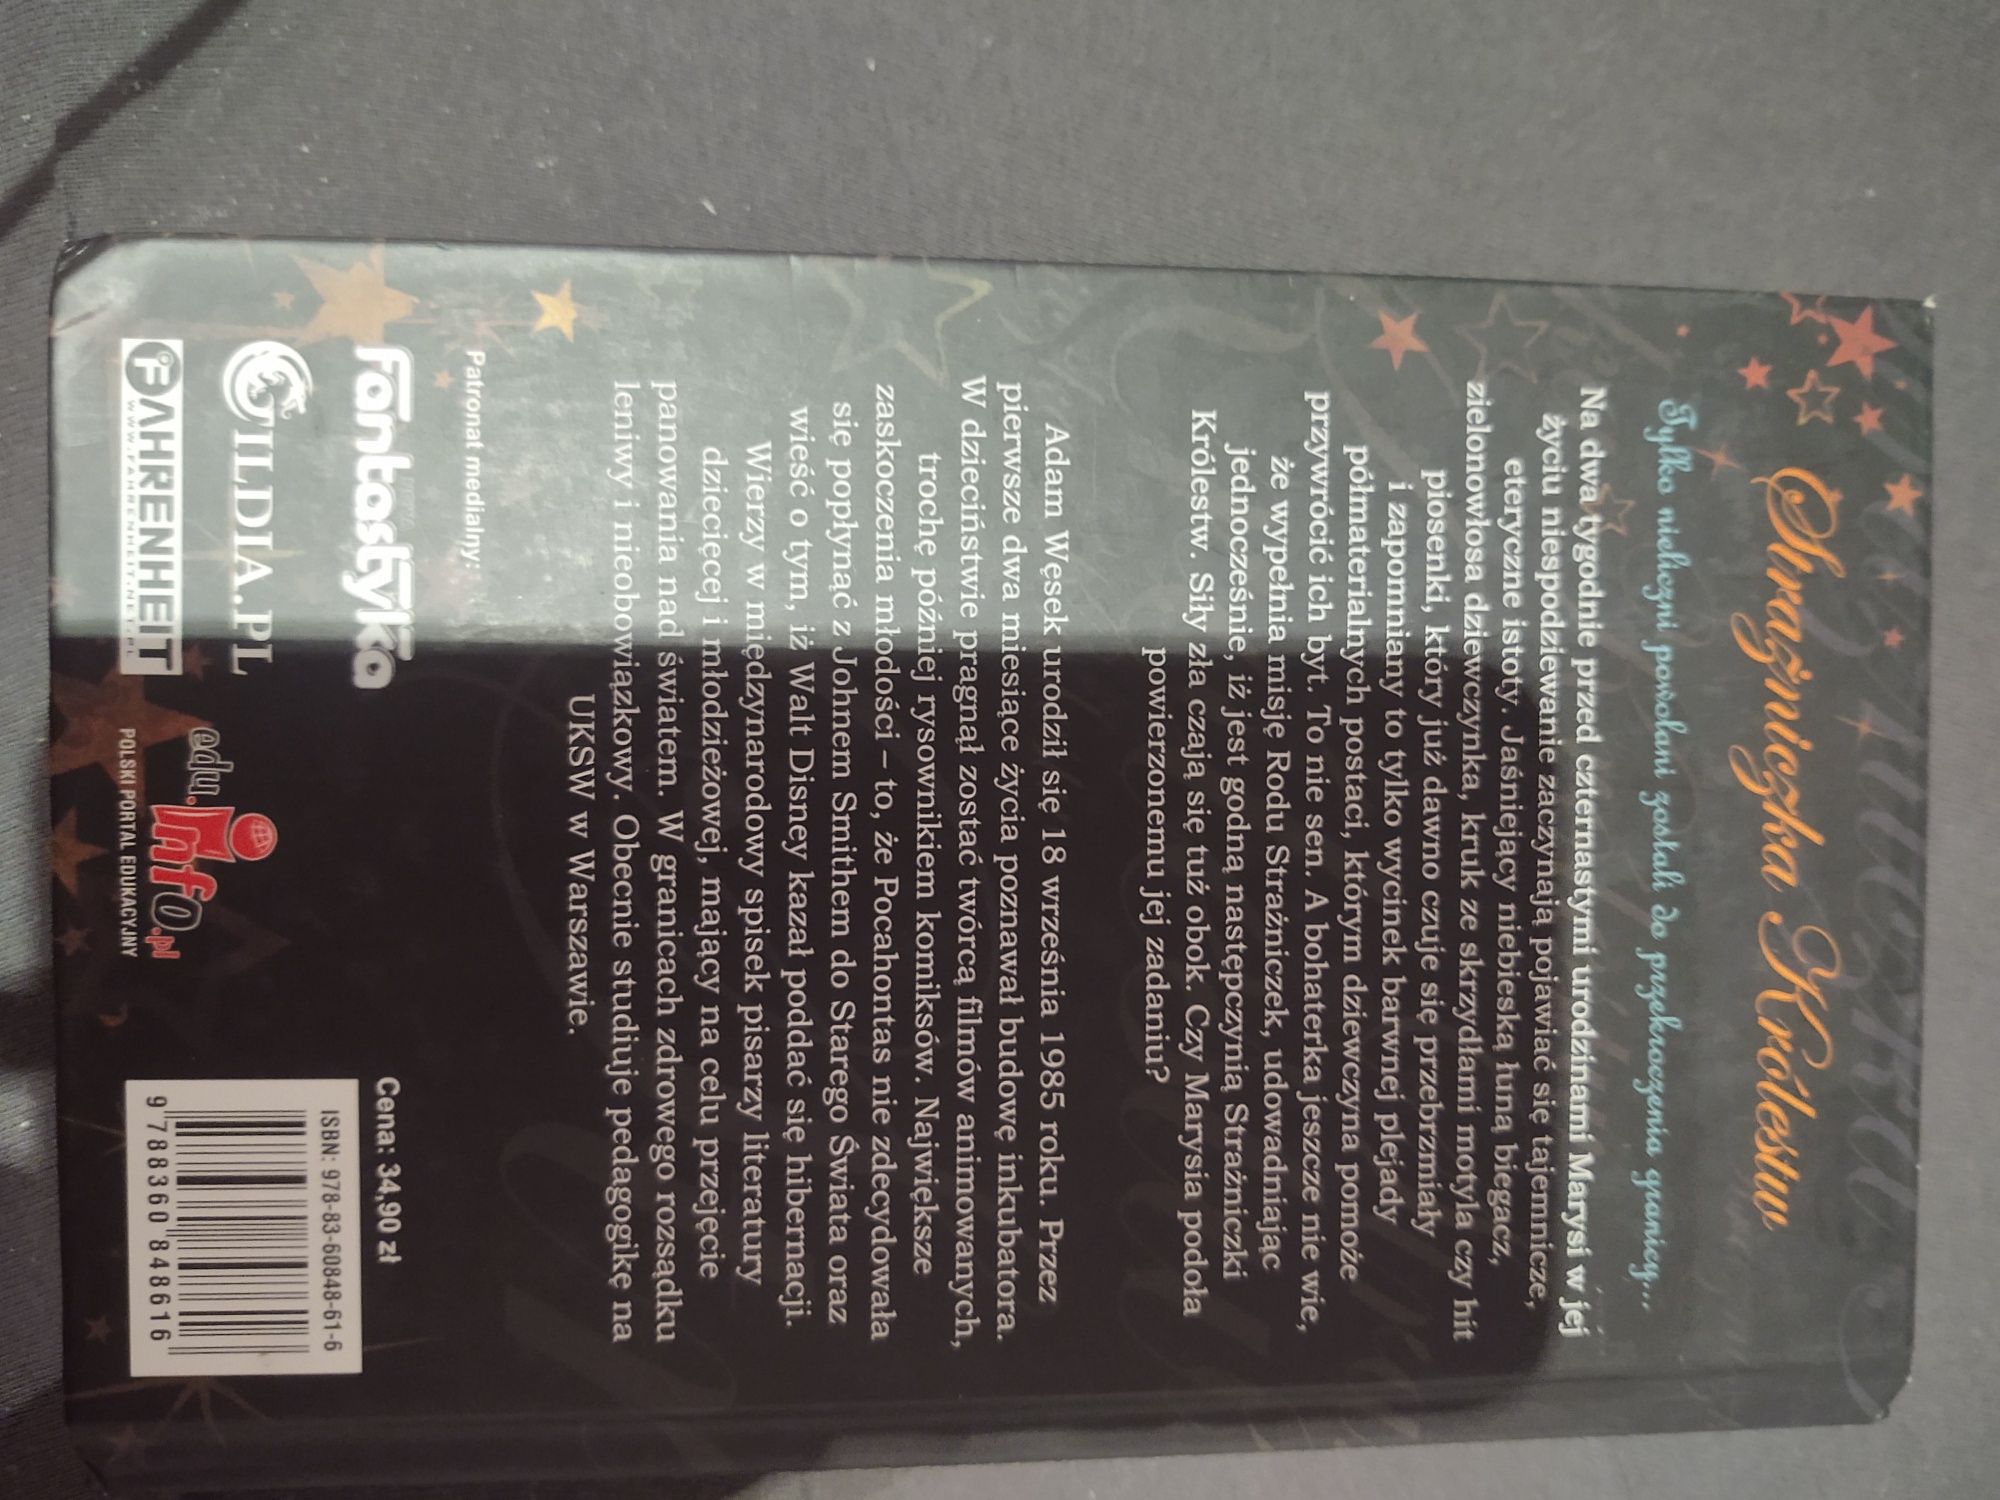 Strażniczka Królestw
Tylko nieliczni powołani zostali do przekroczenia granicy...
Na dwa tygodnie przed czternastymi urodzinami Marysi w jej
życiu niespodziewanie zaczynają pojawiać się tajemnicze,
eteryczne istoty. Jaśniejący niebieską łuną biegacz,
zielonowłosa dziewczynka, kruk ze skrzydłami motyla czy hit
piosenki, który już dawno czuje się przebrzmiały
i zapomniany to tylko wycinek barwnej plejady
półmaterialnych postaci, którym dziewczyna pomoże
przywrócić ich byt. To nie sen. A bohaterka jeszcze nie wie,
że wypełnia misję Rodu Strażniczek, udowadniając
jednocześnie, iż jest godną następczynią Strażniczki
Królestw. Siły zła czają się tuż obok. Czy Marysia podoła
powierzonemu jej zadaniu?
Adam Węsek urodził się 18 września 1985 roku. Przez
pierwsze dwa miesiące życia poznawał budowę inkubatora.
W dzieciństwie pragnął zostać twórcą filmów animowanych,
trochę później rysownikiem komiksów. Największe
zaskoczenia młodości – to, że Pocahontas nie zdecydowała
się popłynąć z Johnem Smithem do Starego Świata oraz
wieść o tym, iż Walt Disney kazał poddać się hibernacji.
Wierzy w międzynarodowy spisek pisarzy literatury
dziecięcej i młodzieżowej, mający na celu przejęcie
panowania nad światem. W granicach zdrowego rozsądku
leniwy i nieobowiązkowy. Obecnie studiuje pedagogikę na
UKSW w Warszawie.
Patronat medialny:
NOWA
Fantastyka
GILDIA.PL
FAHRENHEIT
WWW.FAHRENHEIT.NET.PL
edu.info.pl
POLSKI PORTAL EDUKACYJNY
Cena: 34,90 zł
ISBN: 978-83-60848-61-6
9 788360 848616